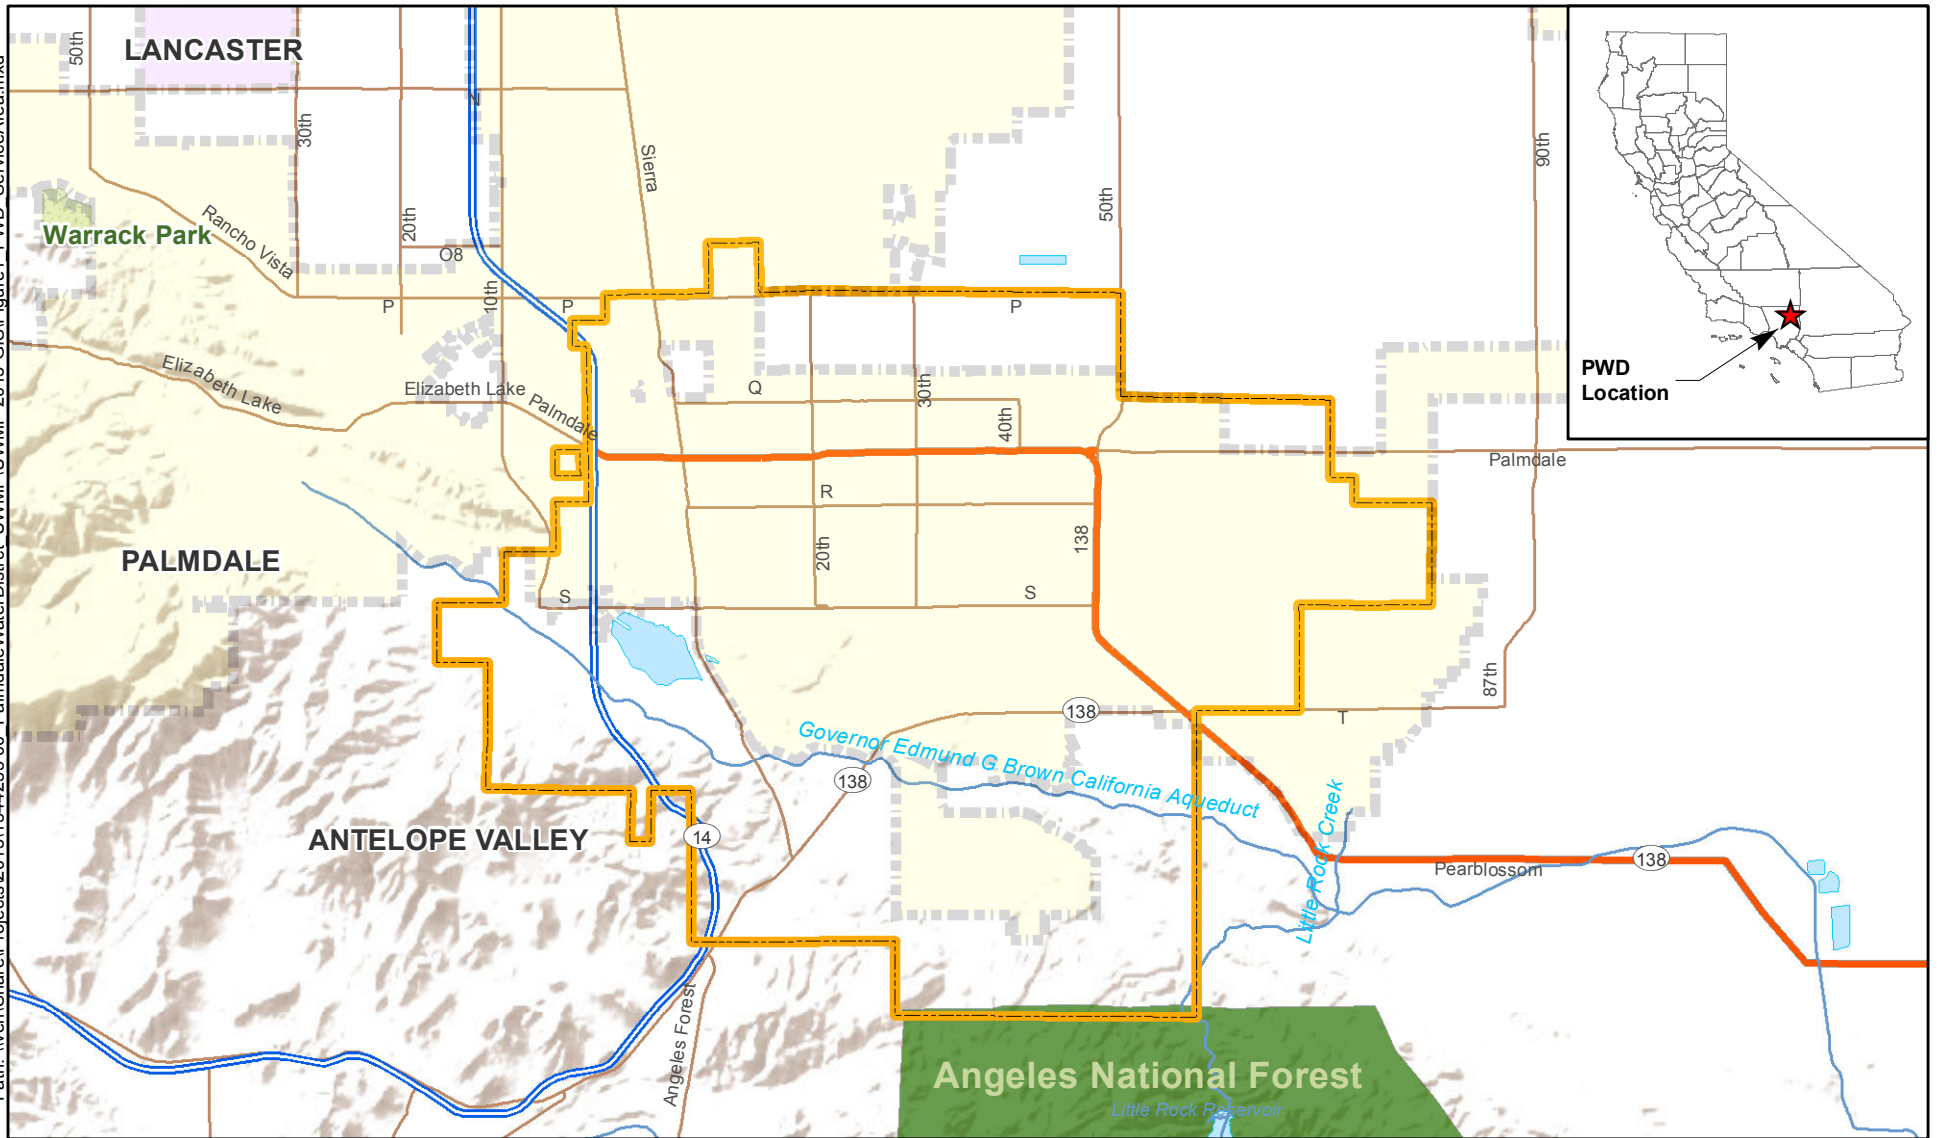 LANCASTER
50th
30th
N
Sierra
90th
Warrack Park
Rancho Vista
20th
O8
50th
10th
P
P
P
Elizabeth Lake
Elizabeth Lake
Palmdale
Q
30th
40th
PWD
Location
Palmdale
R
PALMDALE
20th
138
S
S
87th
138
T
Governor Edmund G Brown California Aqueduct
138
Little Rock Creek
ANTELOPE VALLEY
14
138
Pearblossom
Angeles Forest
Angeles National Forest
Little Rock Reservoir